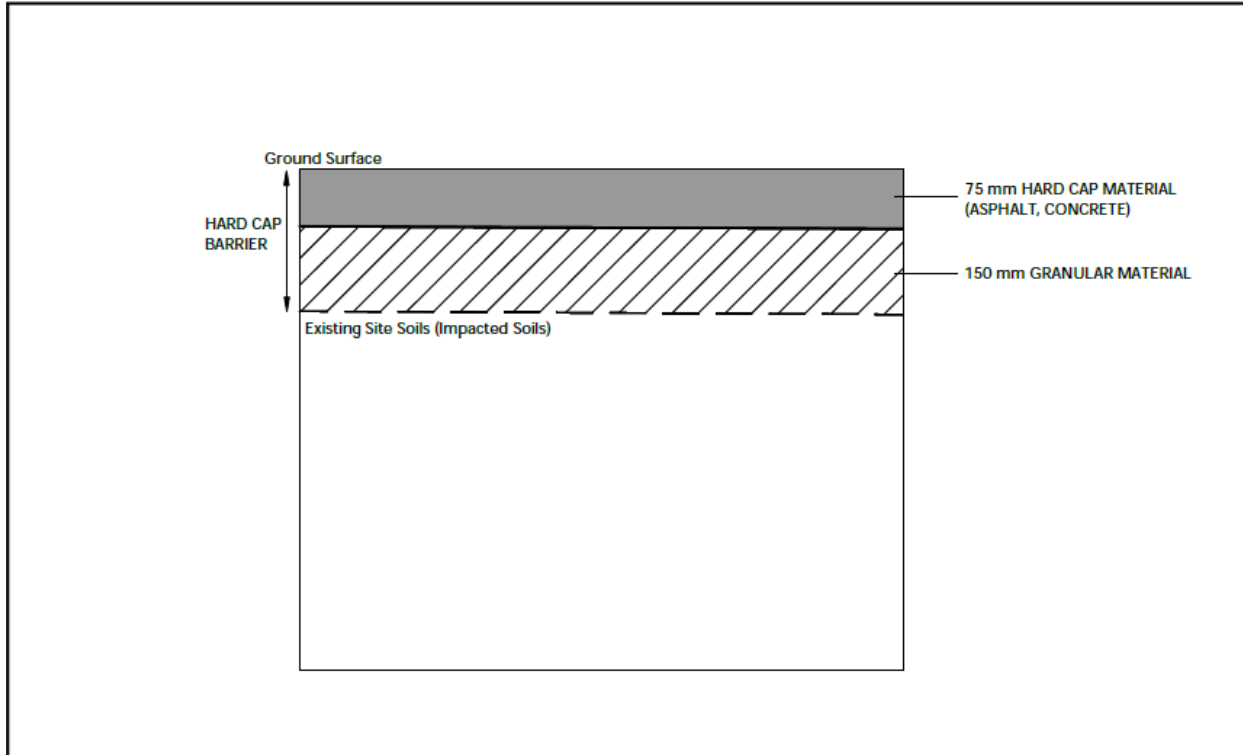 Ground Surface
HARD CAP
BARRIER
75 mm HARD CAP MATERIAL
(ASPHALT, CONCRETE)
150 mm GRANULAR MATERIAL
Existing Site Soils (Impacted Soils)